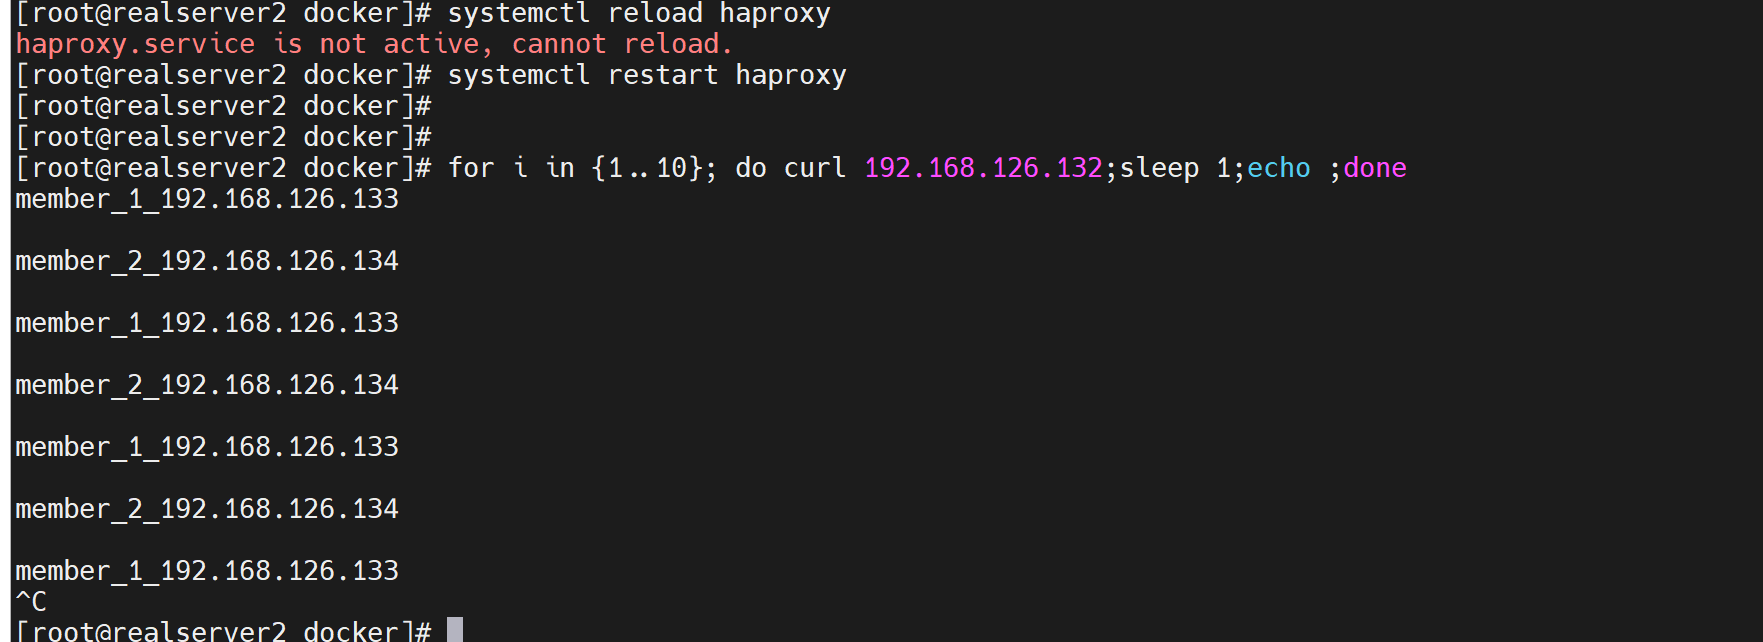 [root@realserver2 docker]# systemctl reload haproxy
haproxy.service is not active, cannot reload.
[root@realserver2 docker]# systemctl restart haproxy
[root@realserver2 docker]#
[root@realserver2 docker]#
[root@realserver2 docker]# for i in {1..10}; do curl 192.168.126.132;sleep 1;echo ;done
member_1_192.168.126.133
member_2_192.168.126.134
member_1_192.168.126.133
member_2_192.168.126.134
member_1_192.168.126.133
member_2_192.168.126.134
member_1_192.168.126.133
^C
[root@realserver2 docker]#